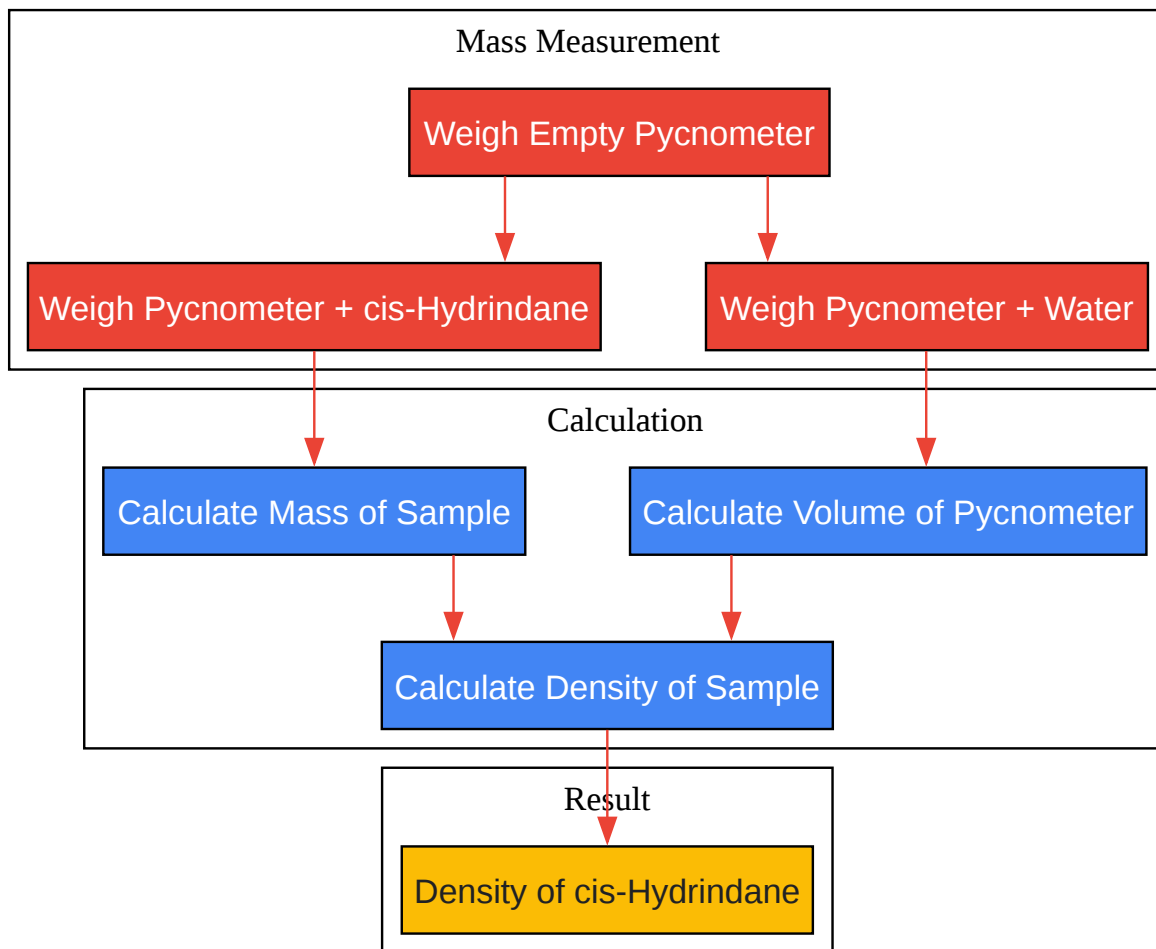 Mass Measurement
Weigh Empty Pycnometer
Weigh Pycnometer + cis-Hydrindane
Weigh Pycnometer + Water
Calculation
Calculate Mass of Sample
Calculate Volume of Pycnometer
Calculate Density of Sample
Result
Density of cis-Hydrindane